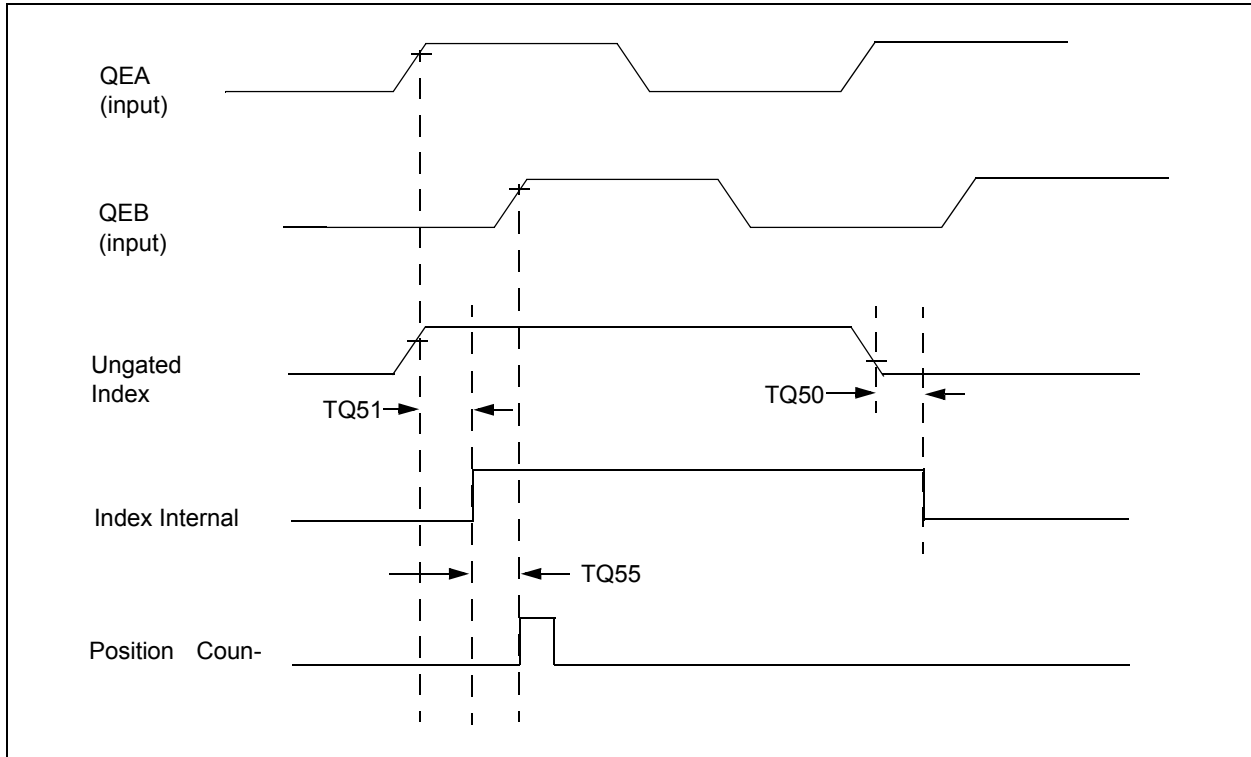 QEA
(input)
QEB
(input)
Ungated
Index
TQ51
TQ50
Index Internal
TQ55
Position Coun-